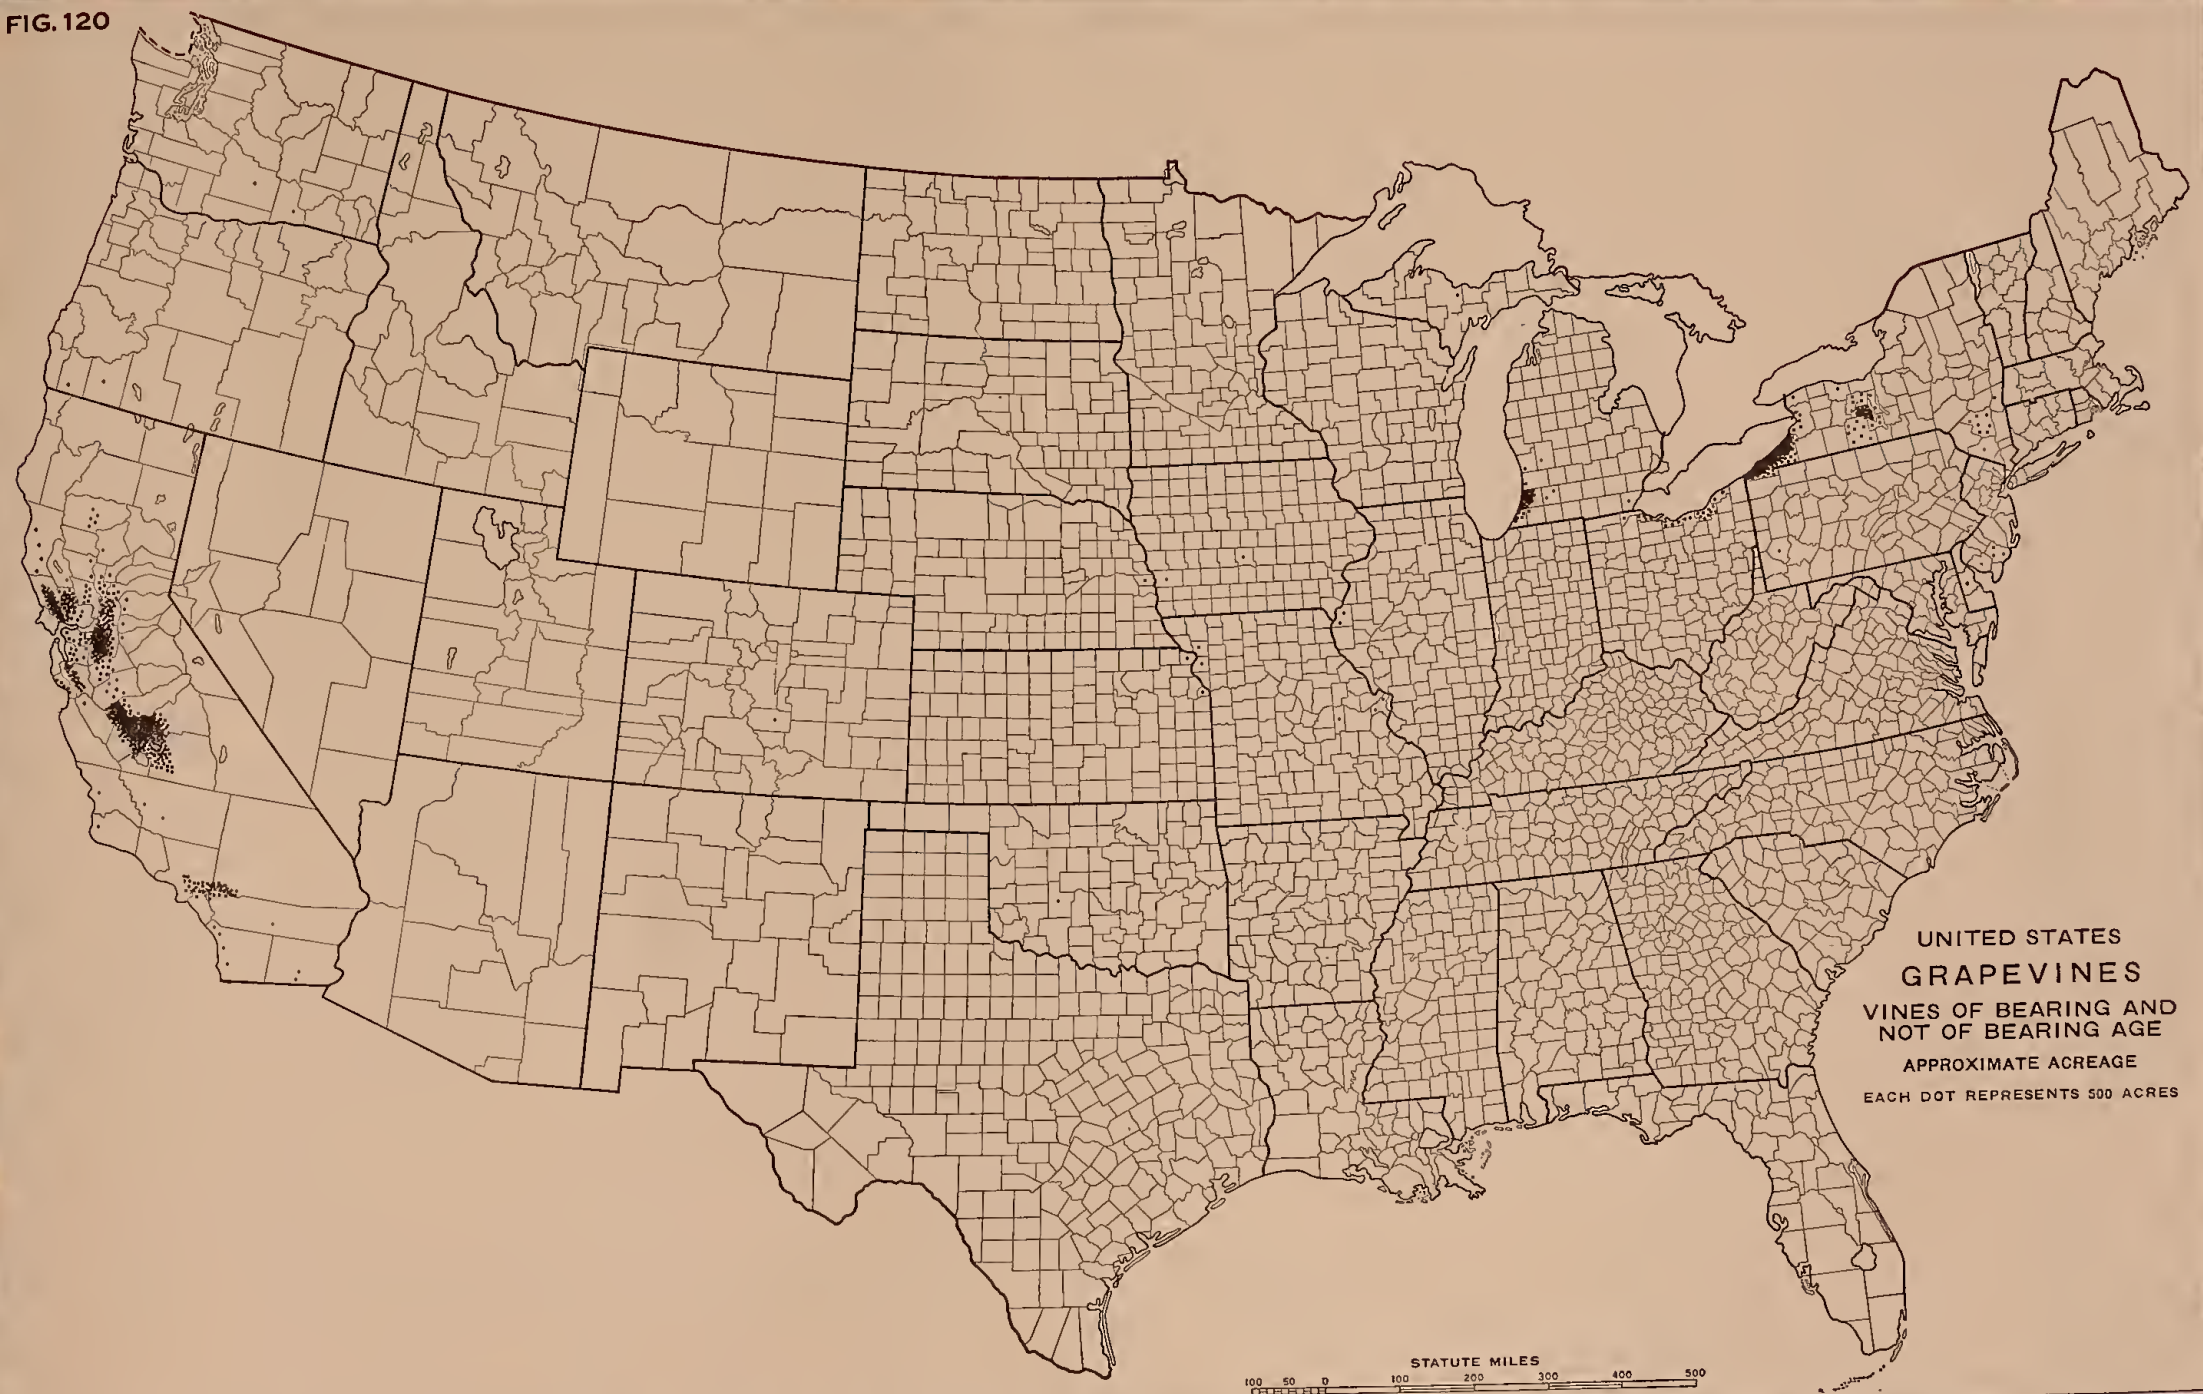 FIG. 120
UNITED STATES
GRAPEVINES
VINES OF BEARING AND
NOT OF BEARING AGE
APPROXIMATE ACREAGE
EACH DOT REPRESENTS 500 ACRES
STATUTE MILES
100 50 0 100 200 300 400 500